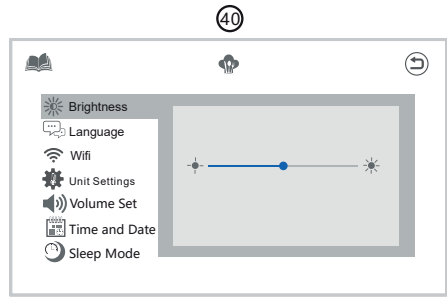 40
Brightness
Language
Wifi
Unit Settings
Volume Set
Time and Date
Sleep Mode